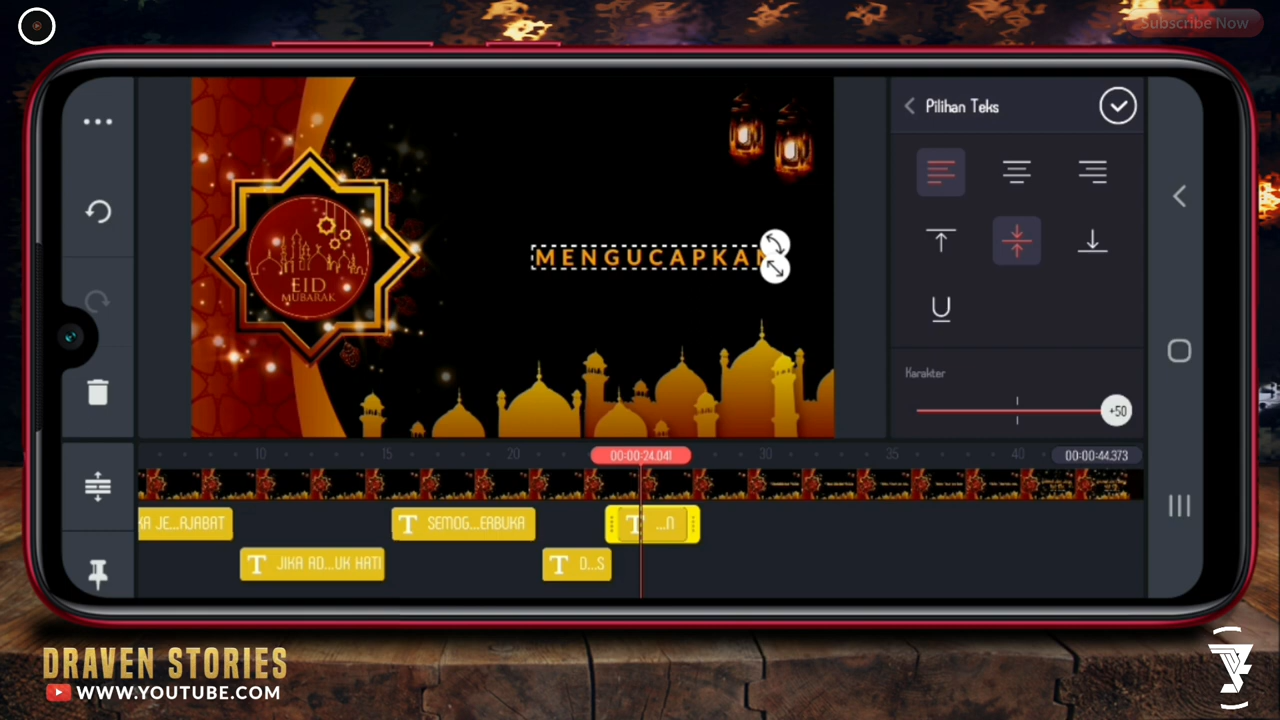 Subscribe Now
Pilihan Teks
MENGUCAPKAN
EID
MUBARAK
Karakter
+50
10
15
20
00:00:24.041
30
35
40
00:00:44.373
KA JE...RJABAT
SEMOG...EABUKA
...N
JIKA AD...UK HATI
D...S
DRAVEN STORIES
WWW.YOUTUBE.COM